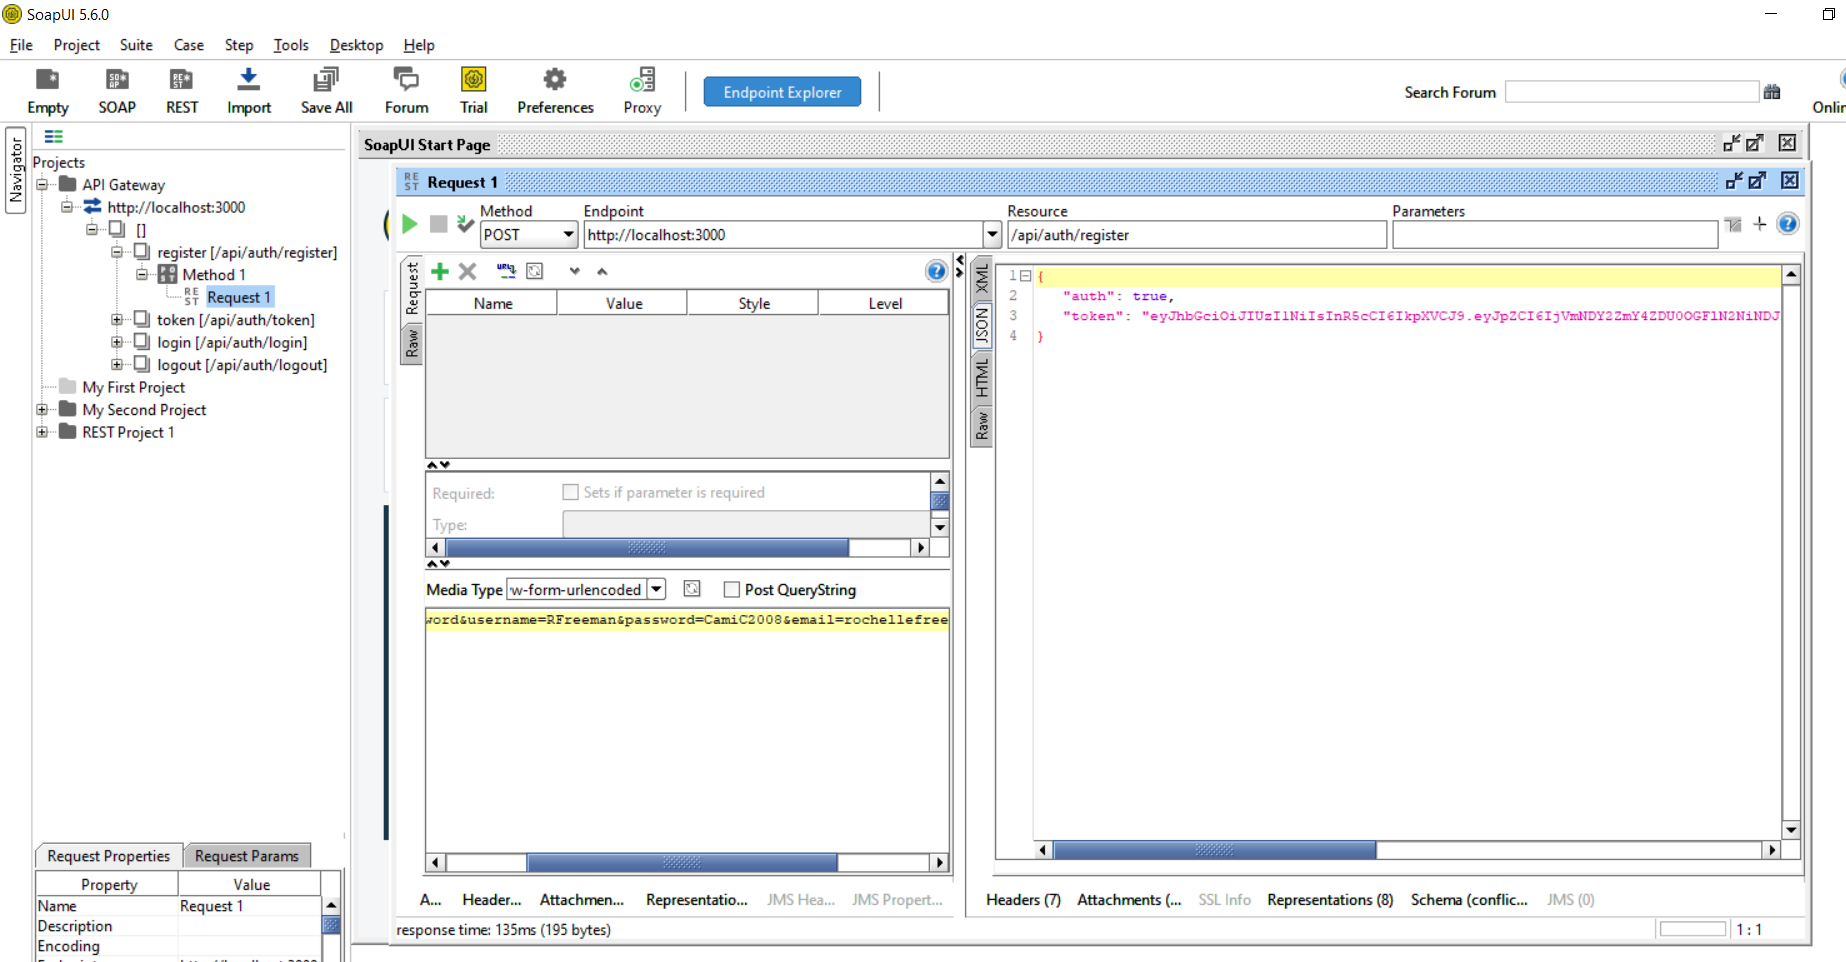 SoapUI 5.6.0
File Project Suite Case Step Tools Desktop Help
Empty SOAP REST Import Save All Forum Trial Preferences Proxy Endpoint Explorer Search Forum Onlin
Navigator
Projects
API Gateway
http://localhost:3000
[]
register [/api/auth/register]
Method 1
Request 1
token [/api/auth/token]
login [/api/auth/login]
logout [/api/auth/logout]
My First Project
My Second Project
REST Project 1
Request Properties Request Params
Property Value
Name Request 1
Description
Encoding
SoapUI Start Page
Request 1
Method Endpoint Resource Parameters
POST http://localhost:3000 /api/auth/register
Request
Raw
Name Value Style Level
Required: Sets if parameter is required
Type:
Media Type w-form-urlencoded Post QueryString
word&username=RFreeman&password=CamiC2008&email=rochellefree
A... Header... Attachmen... Representatio... JMS Hea... JMS Propert...
XML
JSON
HTML
Raw
1 {
2 "auth": true,
3 "token": "eyJhbGciOiJIUzI1NiIsInR5cCI6IkpXVCJ9.eyJpZCI6IjVmNDY2ZmY4ZDU0OGFlN2NiNDJ
4 }
Headers (7) Attachments (... SSL Info Representations (8) Schema (conflic... JMS (0)
response time: 135ms (195 bytes) 1 : 1